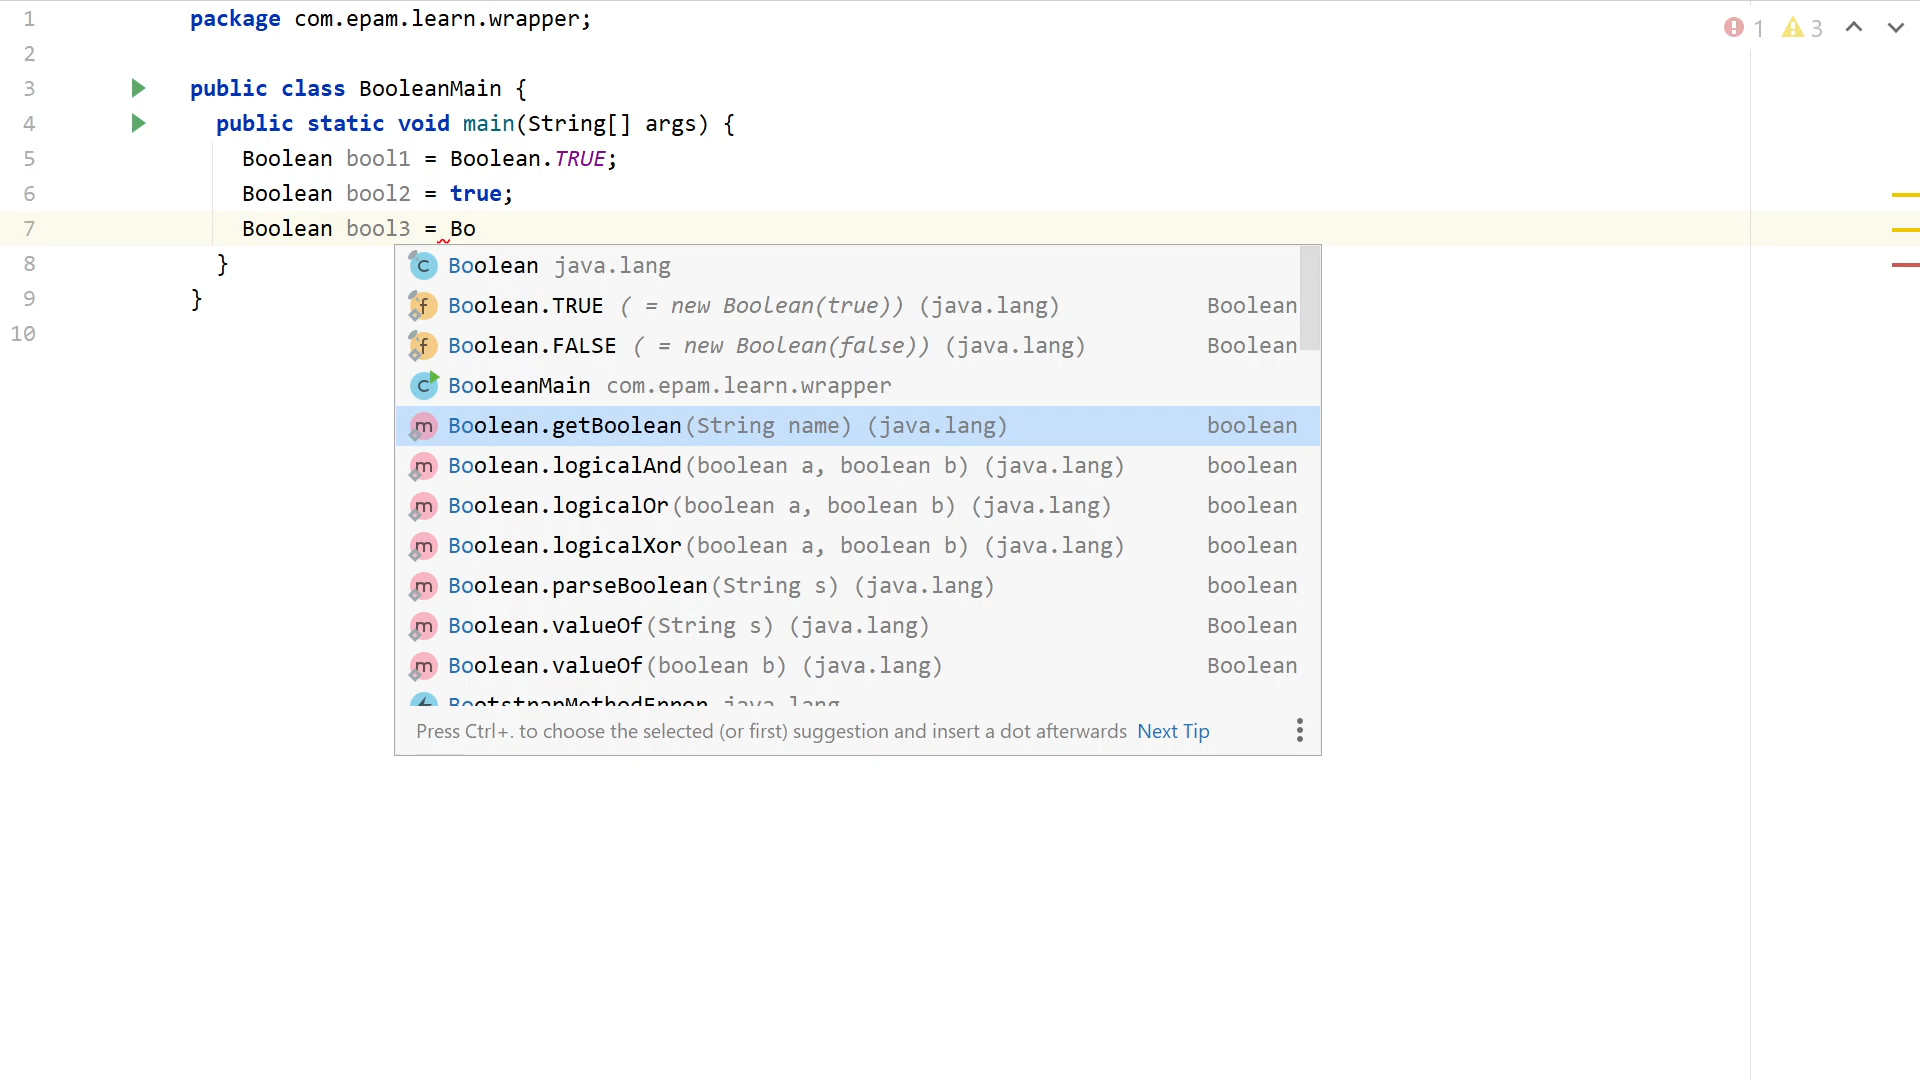 1 package com.epam.learn.wrapper;
1 3
2
3 public class BooleanMain {
4 public static void main(String[] args) {
5 Boolean bool1 = Boolean.TRUE;
6 Boolean bool2 = true;
7 Boolean bool3 = Bo
8 }
9 }
10
Boolean java.lang
Boolean.TRUE ( = new Boolean(true)) (java.lang) Boolean
Boolean.FALSE ( = new Boolean(false)) (java.lang) Boolean
BooleanMain com.epam.learn.wrapper
Boolean.getBoolean(String name) (java.lang) boolean
Boolean.logicalAnd(boolean a, boolean b) (java.lang) boolean
Boolean.logicalOr(boolean a, boolean b) (java.lang) boolean
Boolean.logicalXor(boolean a, boolean b) (java.lang) boolean
Boolean.parseBoolean(String s) (java.lang) boolean
Boolean.valueOf(String s) (java.lang) Boolean
Boolean.valueOf(boolean b) (java.lang) Boolean
BootstrapMethodError java.lang
Press Ctrl+. to choose the selected (or first) suggestion and insert a dot afterwards Next Tip